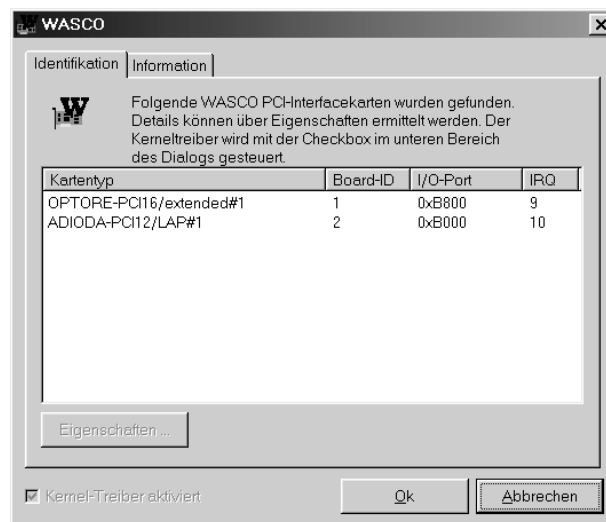 WASCO
Identifikation Information
W
Folgende WASCO PCI-Interfacekarten wurden gefunden.
Details können über Eigenschaften ermittelt werden. Der
Kerneltreiber wird mit der Checkbox im unteren Bereich
des Dialogs gesteuert.
Kartentyp Board-ID I/O-Port IRQ
OPTORE-PCI16/extended#1 1 0xB800 9
ADIODA-PCI12/LAP#1 2 0xB000 10
Eigenschaften ...
Kernel-Treiber aktiviert Ok Abbrechen